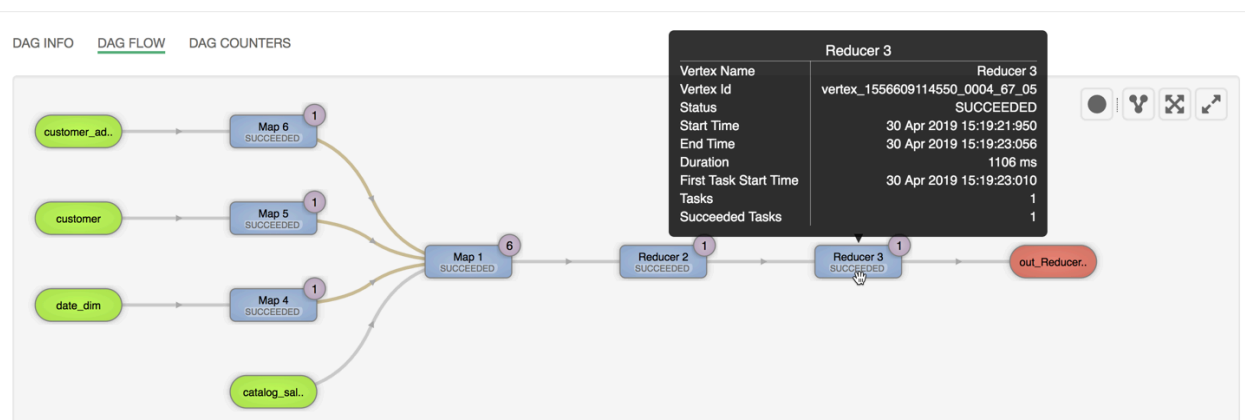 DAG INFO DAG FLOW DAG COUNTERS
Reducer 3
Vertex Name Reducer 3
Vertex Id vertex_1556609114550_0004_67_05
Status SUCCEEDED
Start Time 30 Apr 2019 15:19:21:950
End Time 30 Apr 2019 15:19:23:056
Duration 1106 ms
First Task Start Time 30 Apr 2019 15:19:23:010
Tasks 1
Succeeded Tasks 1
customer_ad..
Map 6
SUCCEEDED
1
customer
Map 5
SUCCEEDED
1
date_dim
Map 4
SUCCEEDED
1
catalog_sal..
Map 1
SUCCEEDED
6
Reducer 2
SUCCEEDED
1
Reducer 3
SUCCEEDED
1
out_Reducer..